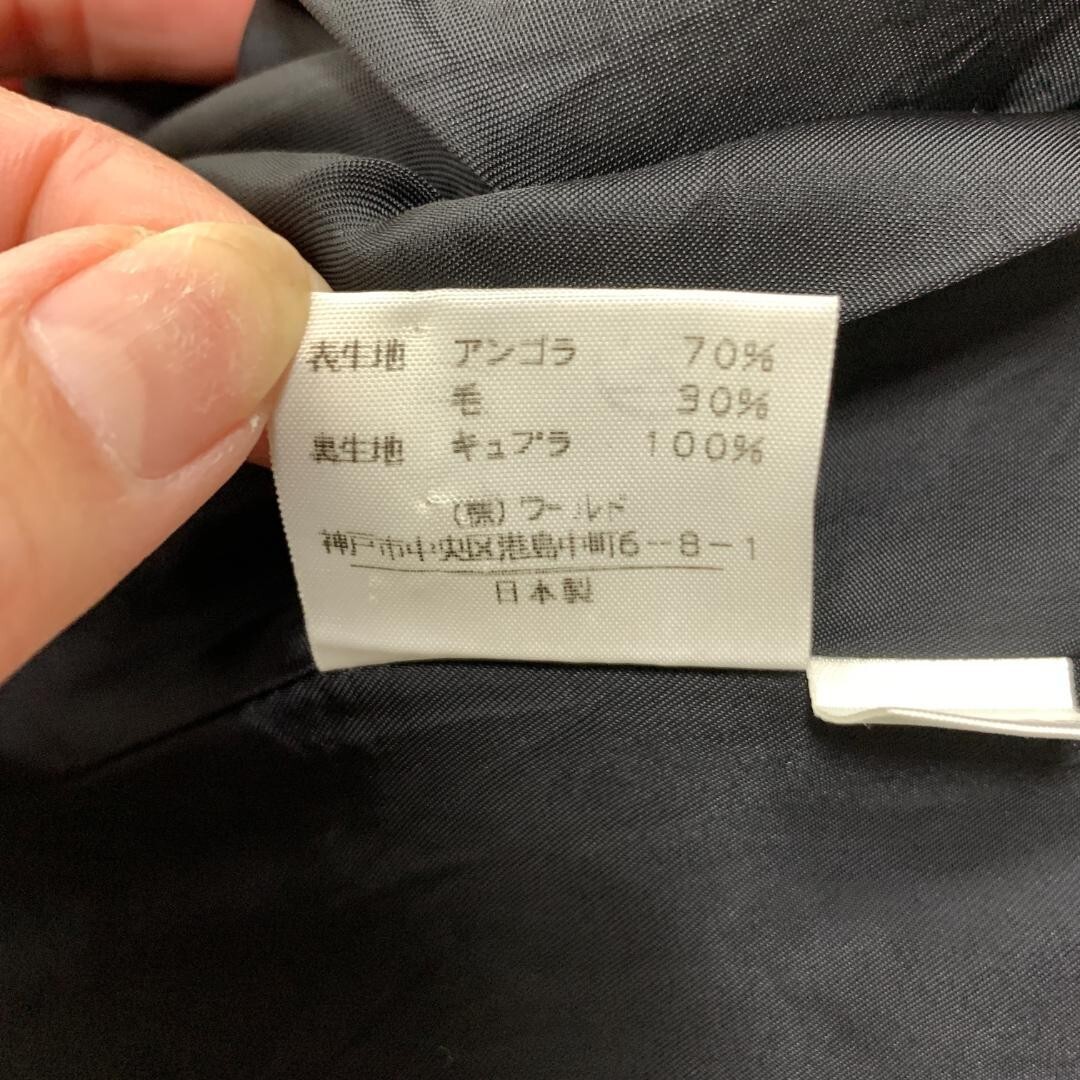 表生地 アンゴラ 70%
毛 30%
裏生地 キュプラ 100%
(株)ワールド
神戸市中央区港島中町6-8-1
日本製